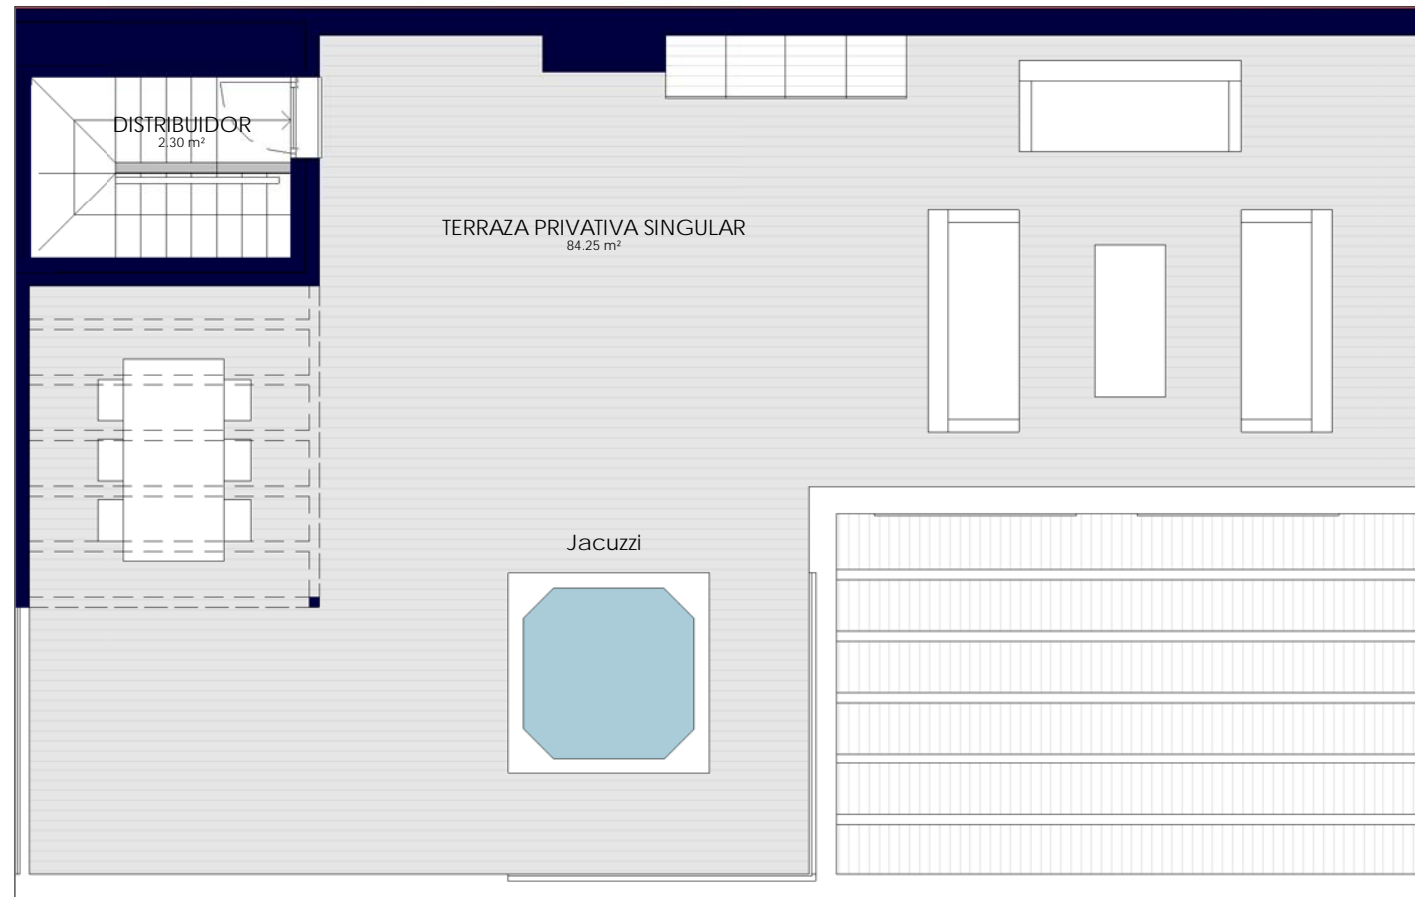 DISTRIBUIDOR
2.30 m²
TERRAZA PRIVATIVA SINGULAR
84.25 m²
Jacuzzi